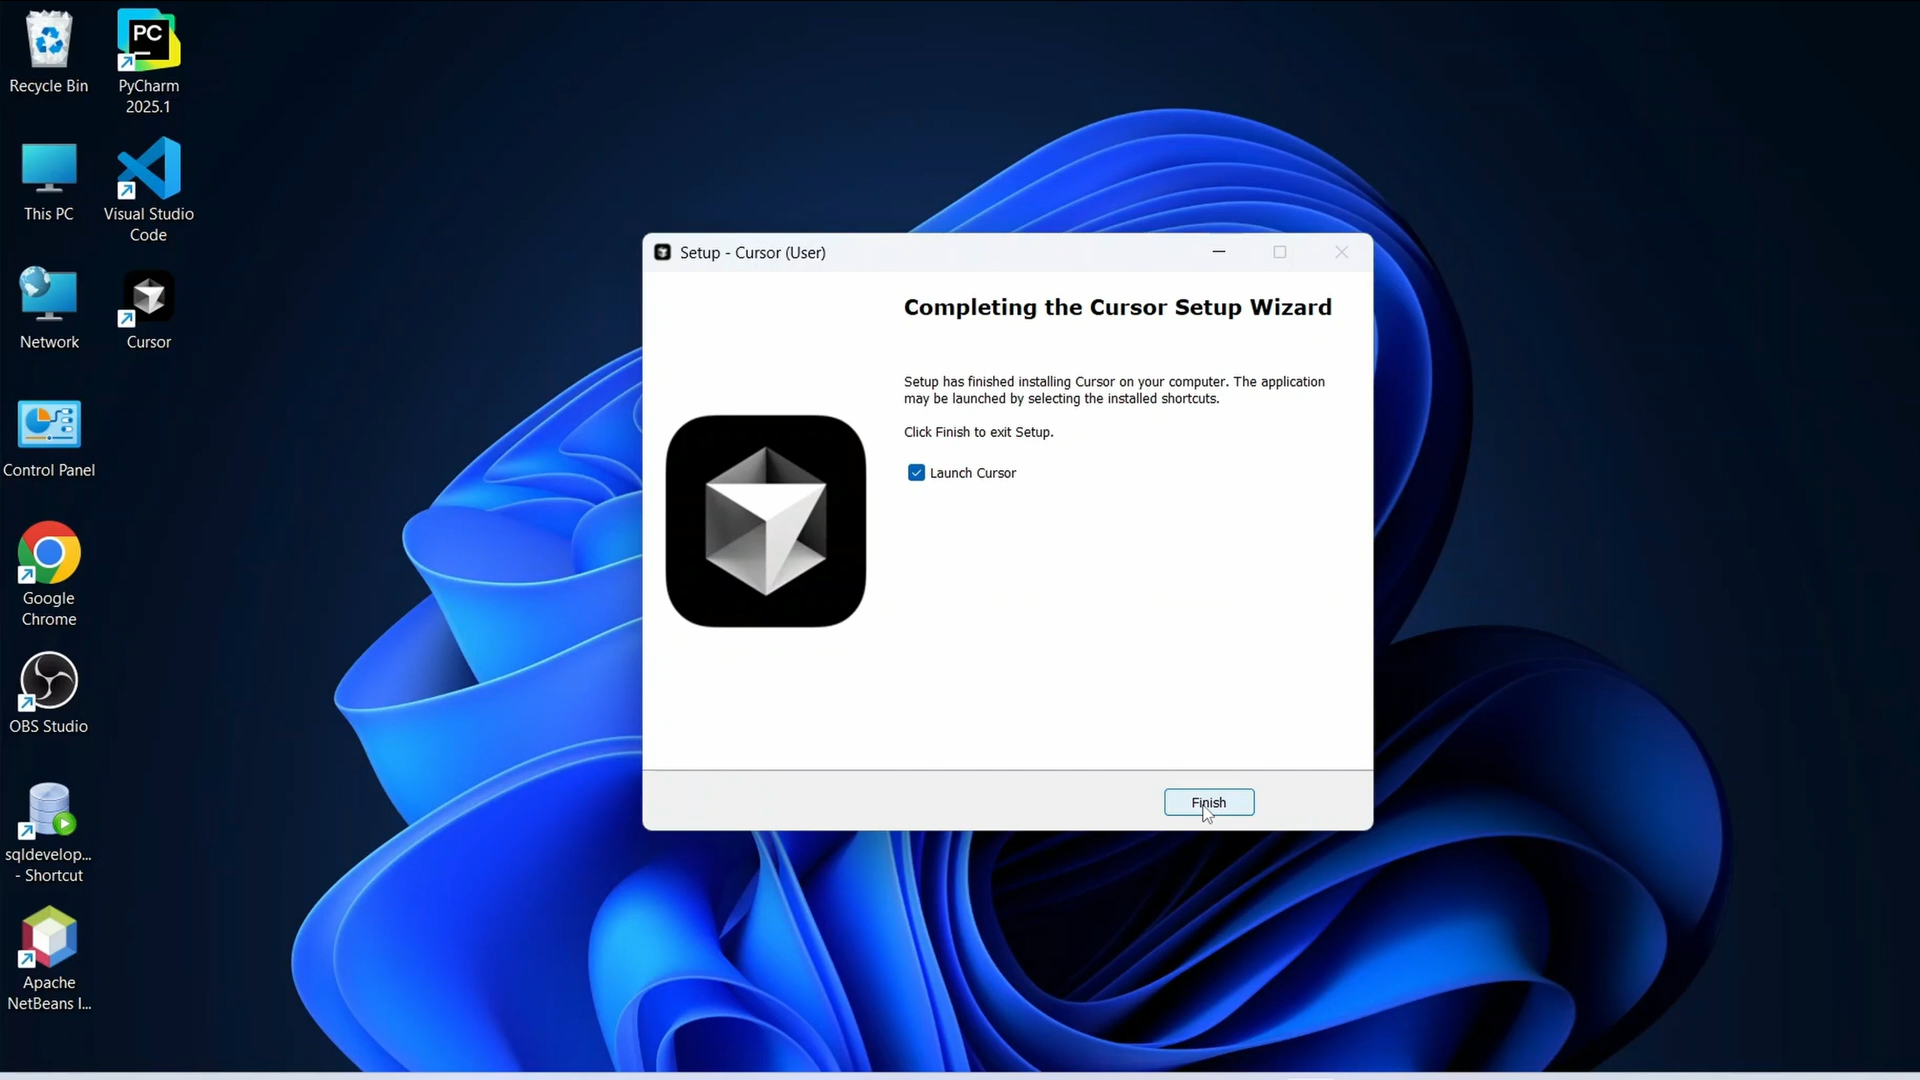 Recycle Bin
PC
PyCharm
2025.1
This PC
Visual Studio
Code
Network
Cursor
Control Panel
Google
Chrome
OBS Studio
sqldevelop...
- Shortcut
Apache
NetBeans I...
Setup - Cursor (User)
Completing the Cursor Setup Wizard
Setup has finished installing Cursor on your computer. The application
may be launched by selecting the installed shortcuts.
Click Finish to exit Setup.
Launch Cursor
Finish